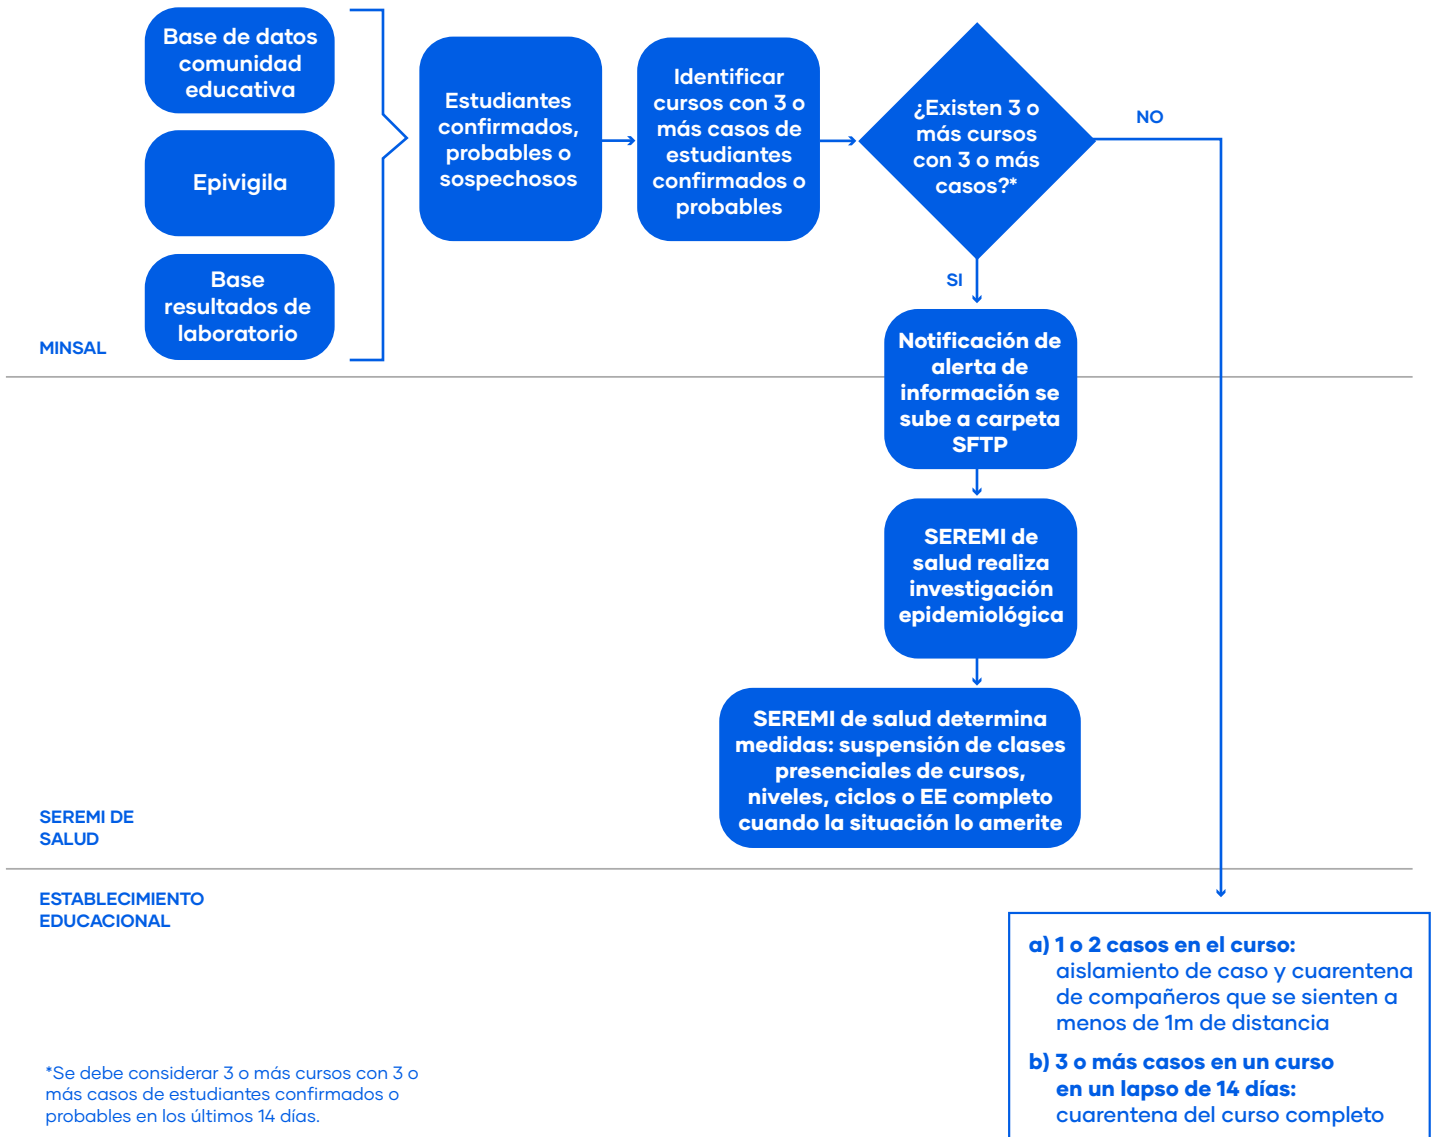 Base de datos
comunidad
educativa
Epivigila
Base
resultados de
laboratorio
MINSAL
Estudiantes
confirmados,
probables o
sospechosos
Identificar
cursos con 3 o
más casos de
estudiantes
confirmados o
probables
¿Existen 3 o
más cursos
con 3 o más
casos?*
NO
SI
Notificación de
alerta de
información se
sube a carpeta
SFTP
SEREMI de
salud realiza
investigación
epidemiológica
SEREMI de salud determina
medidas: suspensión de clases
presenciales de cursos,
niveles, ciclos o EE completo
cuando la situación lo amerite
SEREMI DE
SALUD
ESTABLECIMIENTO
EDUCACIONAL
a) 1 o 2 casos en el curso:
aislamiento de caso y cuarentena
de compañeros que se sienten a
menos de 1m de distancia
b) 3 o más casos en un curso
en un lapso de 14 días:
cuarentena del curso completo
*Se debe considerar 3 o más cursos con 3 o
más casos de estudiantes confirmados o
probables en los últimos 14 días.